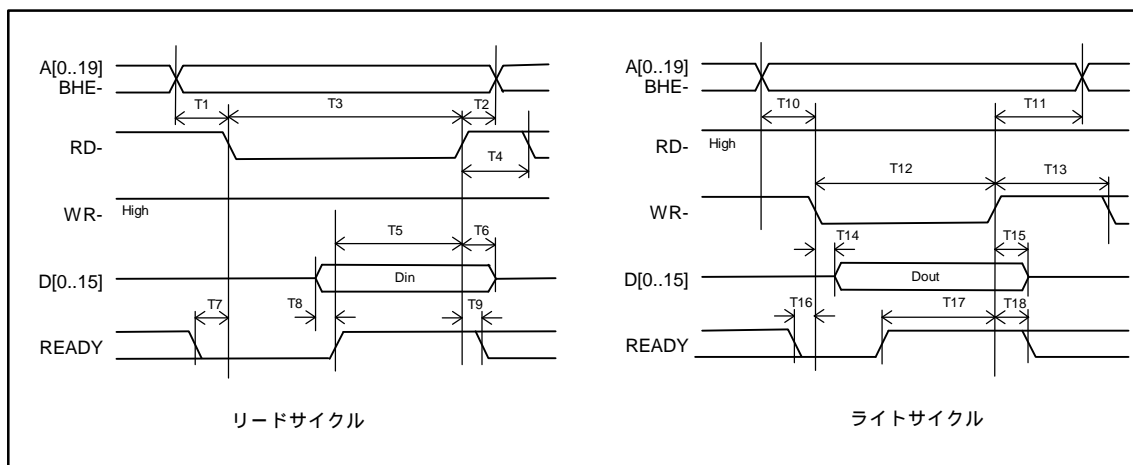 A[0..19]
BHE-
T1
T3
T2
RD-
T4
WR-
High
T5
T6
D[0..15]
Din
T7
T8
T9
READY
リードサイクル
A[0..19]
BHE-
T10
T11
RD-
High
T12
T13
WR-
T14
T15
D[0..15]
Dout
T16
T17
T18
READY
ライトサイクル